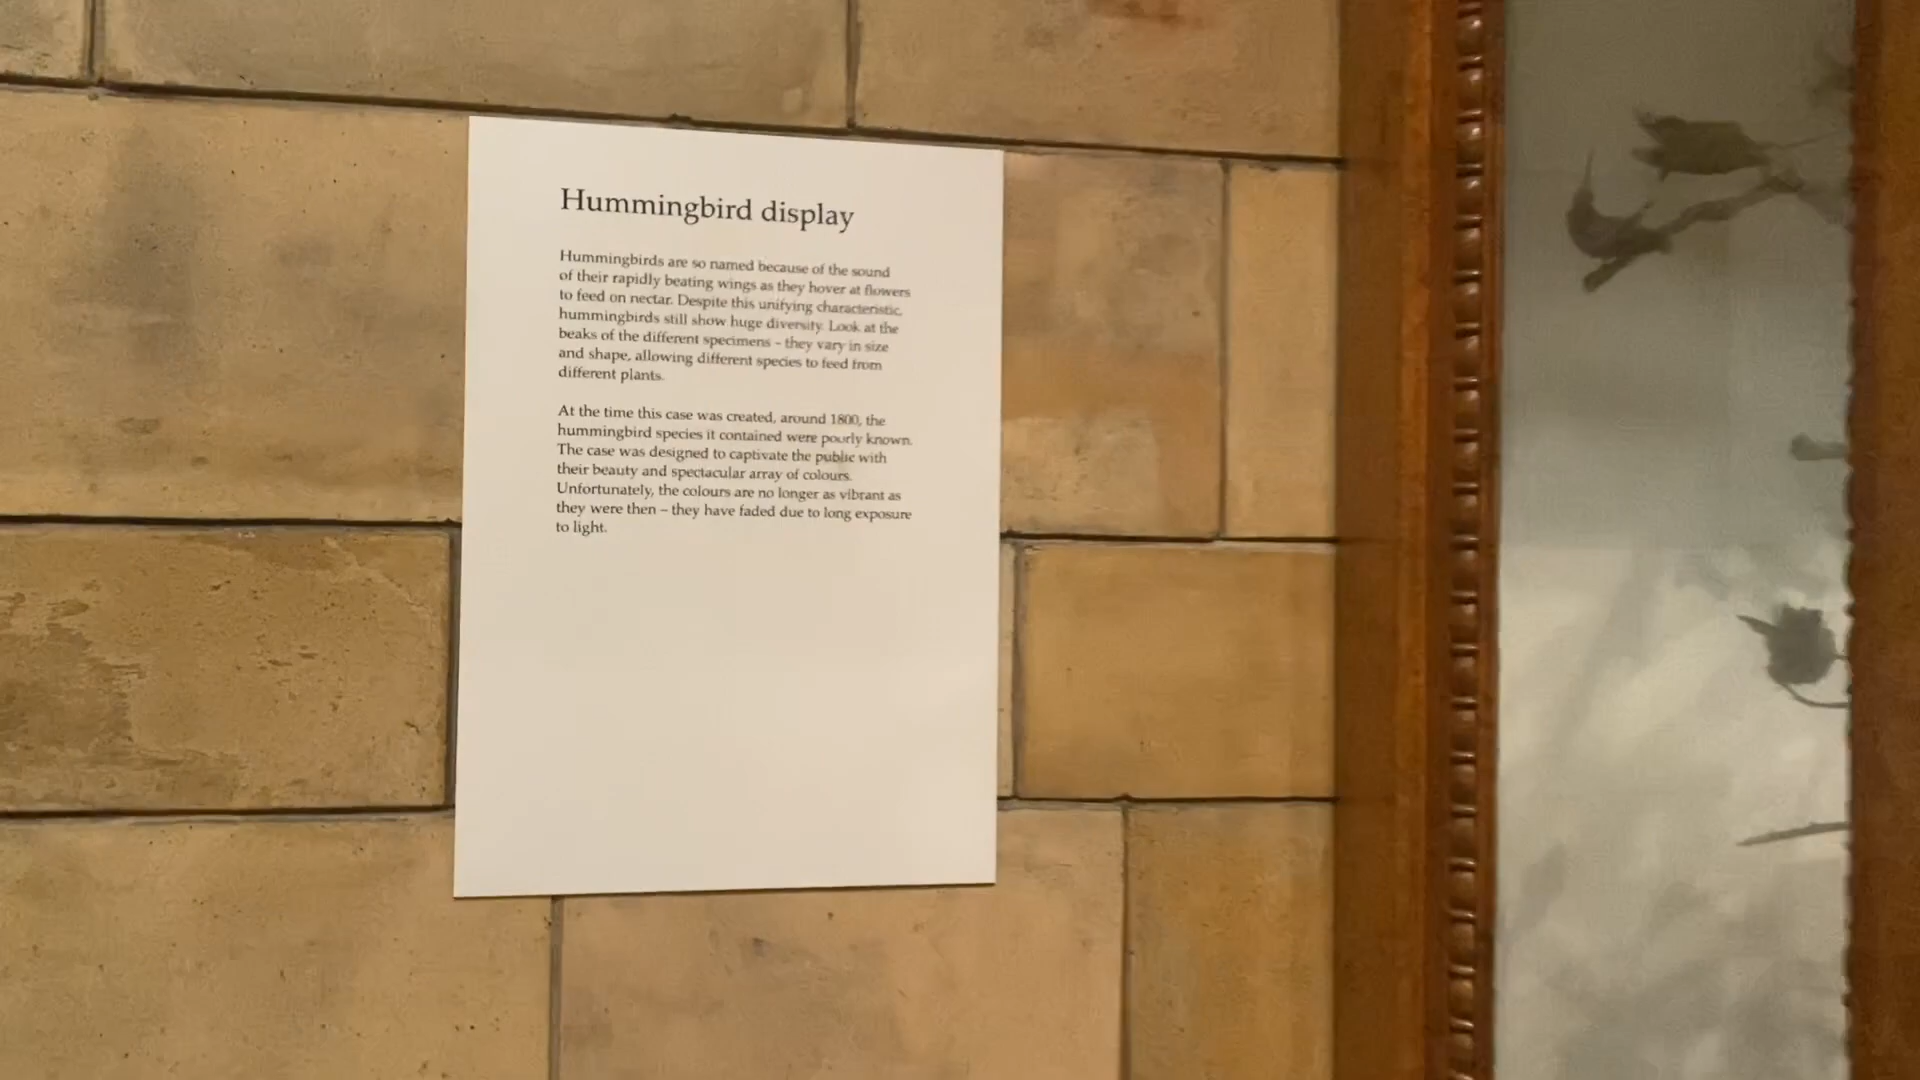 Hummingbird display
Hummingbirds are so named because of the sound
of their rapidly beating wings as they hover at flowers
to feed on nectar. Despite this unifying characteristic,
hummingbirds still show huge diversity. Look at the
beaks of the different specimens – they vary in size
and shape, allowing different species to feed from
different plants.
At the time this case was created, around 1800, the
hummingbird species it contained were poorly known.
The case was designed to captivate the public with
their beauty and spectacular array of colours.
Unfortunately, the colours are no longer as vibrant as
they were then – they have faded due to long exposure
to light.